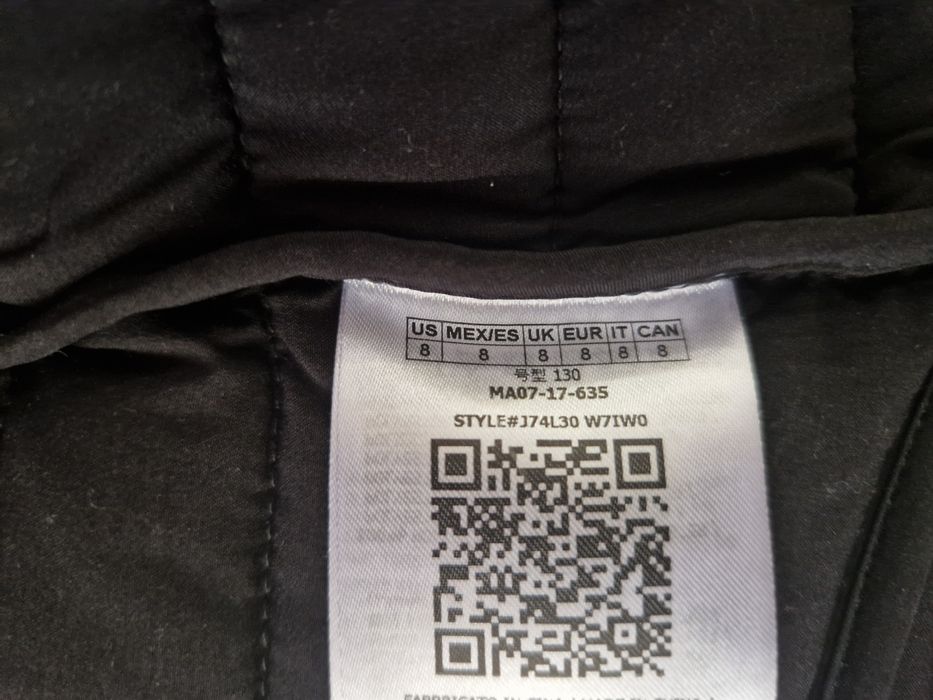 US MEX/ES UK EUR IT CAN
8 8 8 8 8 8
号型 130
MA07-17-635
STYLE#J74L30 W7IW0